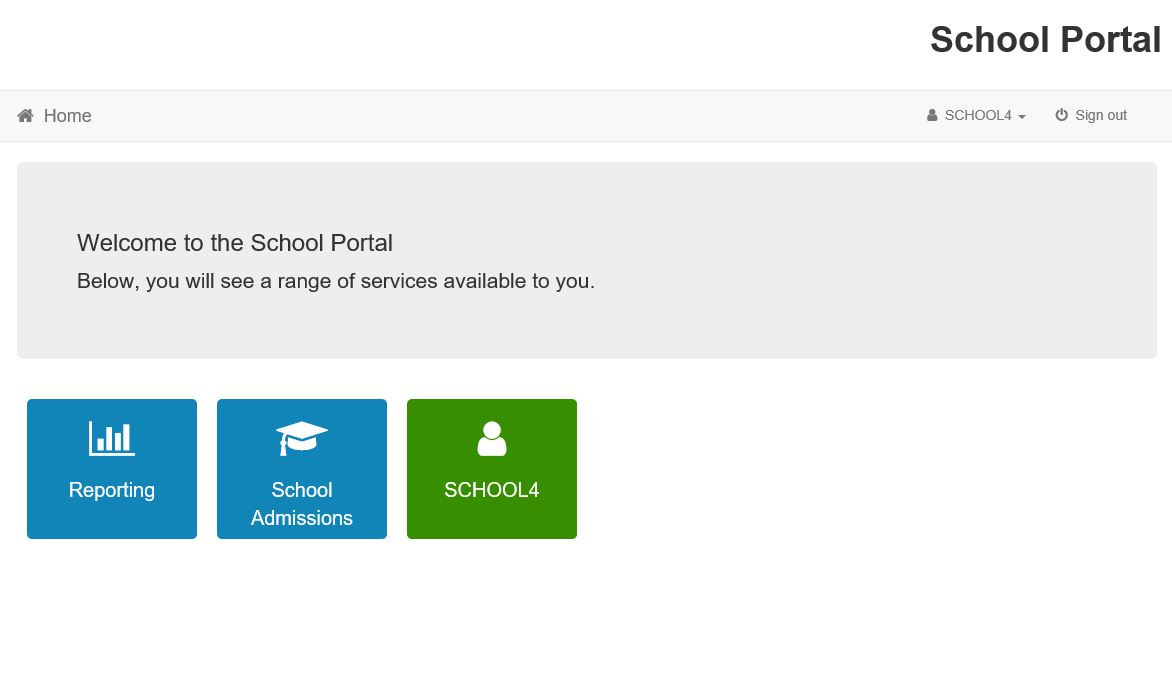 School Portal
Home
SCHOOL4
Sign out
Welcome to the School Portal
Below, you will see a range of services available to you.
Reporting
School
Admissions
SCHOOL4